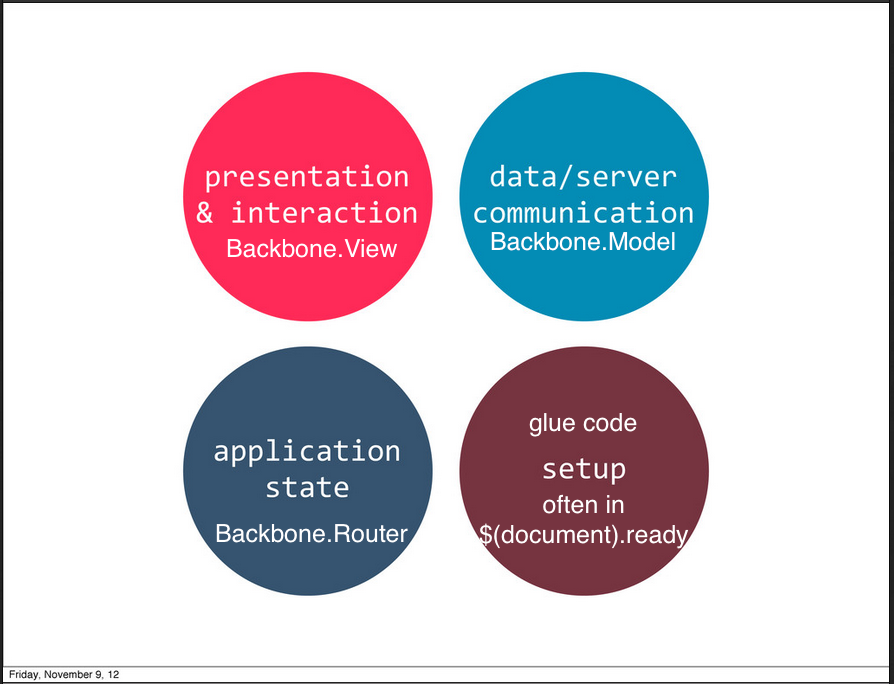 presentation
& interaction
Backbone.View
data/server
communication
Backbone.Model
application
state
Backbone.Router
glue code
setup
often in
$(document).ready
Friday, November 9, 12